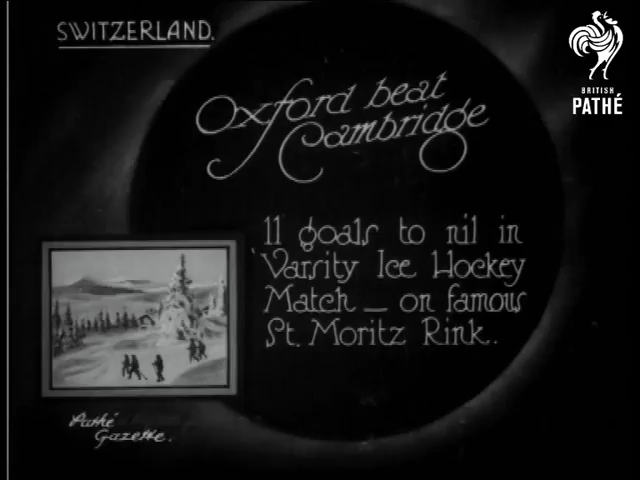 SWITZERLAND.
BRITISH
PATHÉ
Oxford beat
Cambridge
11 goals to nil in
'Varsity Ice Hockey
Match — on famous
St. Moritz Rink.
Pathé
Gazette.